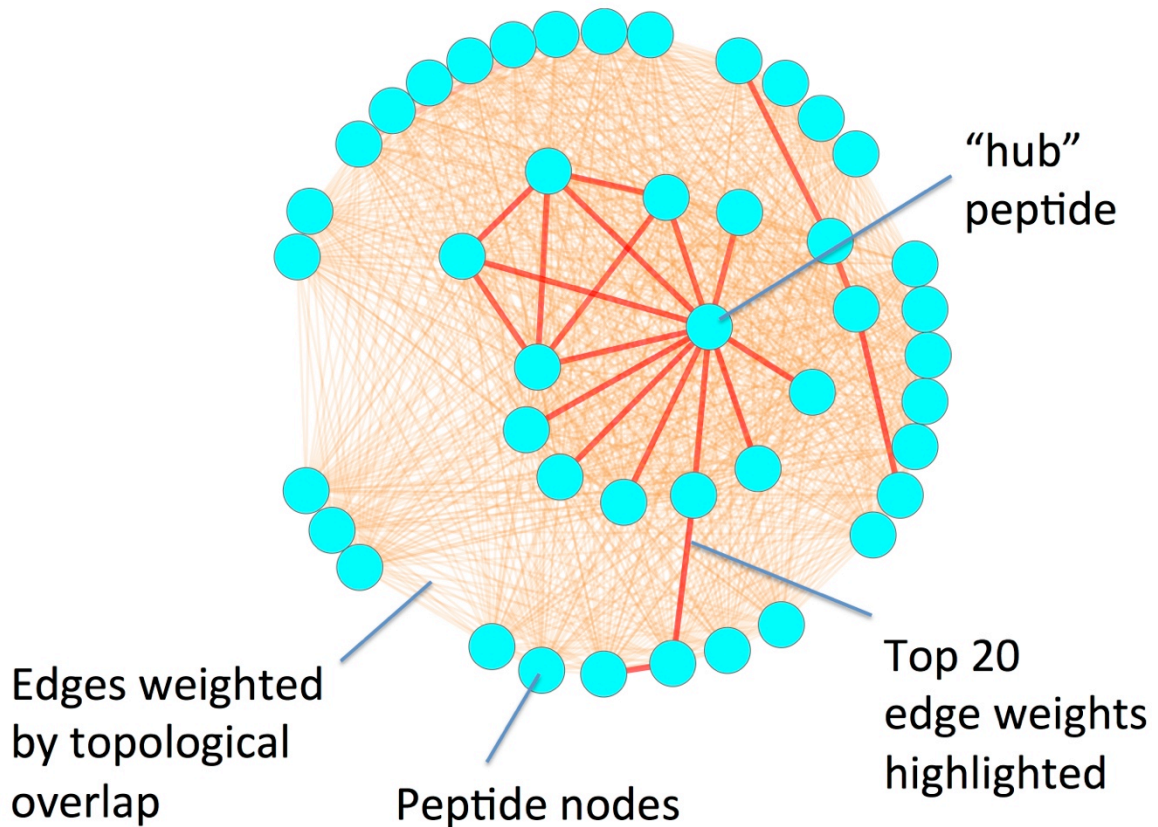 “hub”
peptide
Edges weighted
by topological
overlap
Peptide nodes
Top 20
edge weights
highlighted